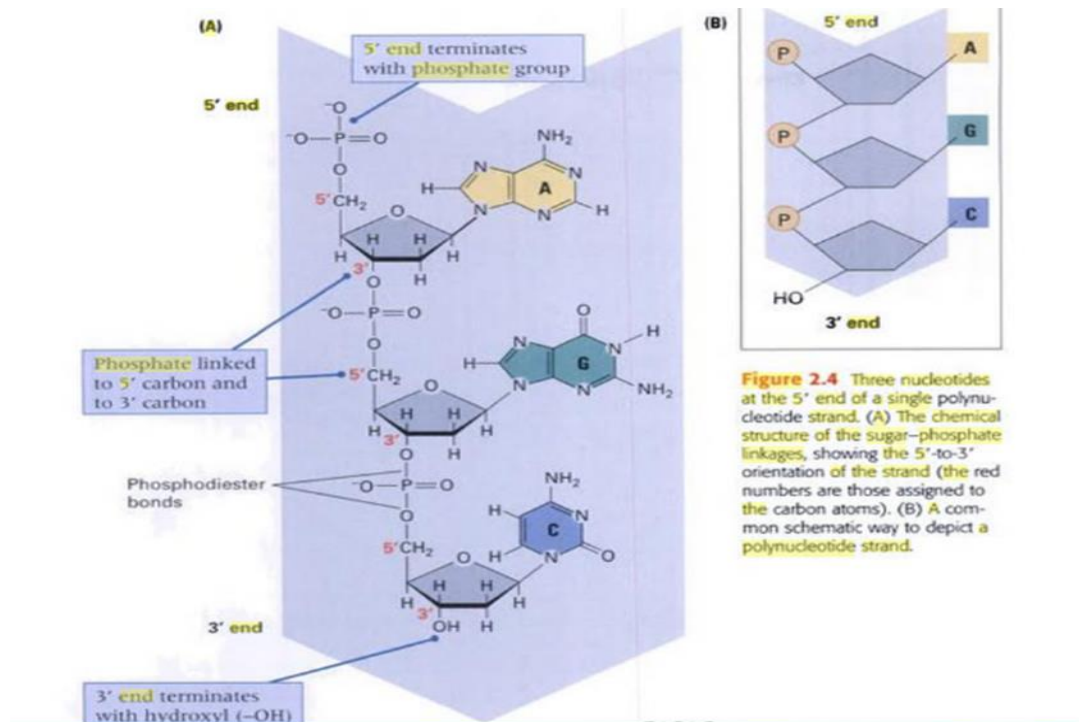 (A)
5′ end terminates
with phosphate group
5′ end
⁻O
⁻O—P=O
O
5′CH₂
O
H
H
H
H
H
3′
NH₂
N
N
A
H
N
N
H
Phosphate linked
to 5′ carbon and
to 3′ carbon
O
⁻O—P=O
O
5′CH₂
O
H
H
H
H
H
3′
O
N
N
H
G
H
N
N
NH₂
Phosphodiester
bonds
O
⁻O—P=O
O
5′CH₂
O
H
H
H
H
3′
OH
H
NH₂
H
N
C
H
N
O
3′ end
3′ end terminates
with hydroxyl (–OH)
(B)
5′ end
P
A
P
G
P
C
HO
3′ end
Figure 2.4 Three nucleotides
at the 5′ end of a single polynu-
cleotide strand. (A) The chemical
structure of the sugar–phosphate
linkages, showing the 5′-to-3′
orientation of the strand (the red
numbers are those assigned to
the carbon atoms). (B) A com-
mon schematic way to depict a
polynucleotide strand.